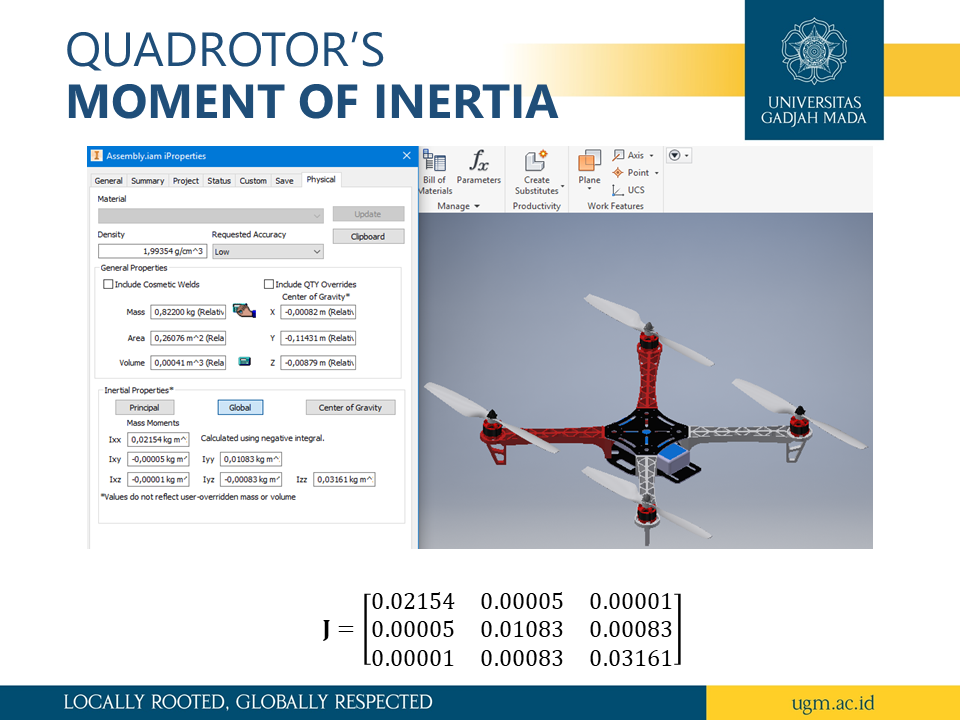 QUADROTOR'S
MOMENT OF INERTIA
UNIVERSITAS
GADJAH MADA
Assembly.iam iProperties
General Summary Project Status Custom Save Physical
Material
Update
Density
Requested Accuracy
Clipboard
1,99354 g/cm^3
Low
General Properties
Include Cosmetic Welds
Include QTY Overrides
Center of Gravity*
Mass 0,82200 kg (Relativ
X -0,00082 m (Relativ
Area 0,26076 m^2 (Rela
Y -0,11431 m (Relativ
Volume 0,00041 m^3 (Rela
Z -0,00879 m (Relativ
Inertial Properties*
Principal
Global
Center of Gravity
Mass Moments
Ixx 0,02154 kg m^
Calculated using negative integral.
Ixy -0,00005 kg m^
Iyy 0,01083 kg m^
Ixz -0,00001 kg m^
Iyz -0,00083 kg m^
Izz 0,03161 kg m^
*Values do not reflect user-overridden mass or volume
Bill of
Materials
Parameters
Manage
Create
Substitutes
Productivity
Plane
Axis
Point
UCS
Work Features
J = [0.02154 0.00005 0.00001
0.00005 0.01083 0.00083
0.00001 0.00083 0.03161]
LOCALLY ROOTED, GLOBALLY RESPECTED
ugm.ac.id